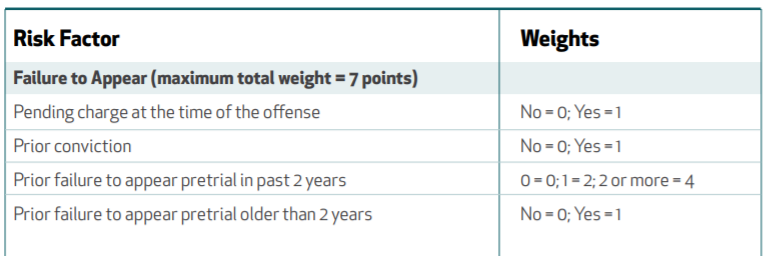 Risk Factor Weights
Failure to Appear (maximum total weight = 7 points)
Pending charge at the time of the offense No = 0; Yes =1
Prior conviction No = 0; Yes =1
Prior failure to appear pretrial in past 2 years 0 = 0; 1 = 2; 2 or more = 4
Prior failure to appear pretrial older than 2 years No = 0; Yes =1